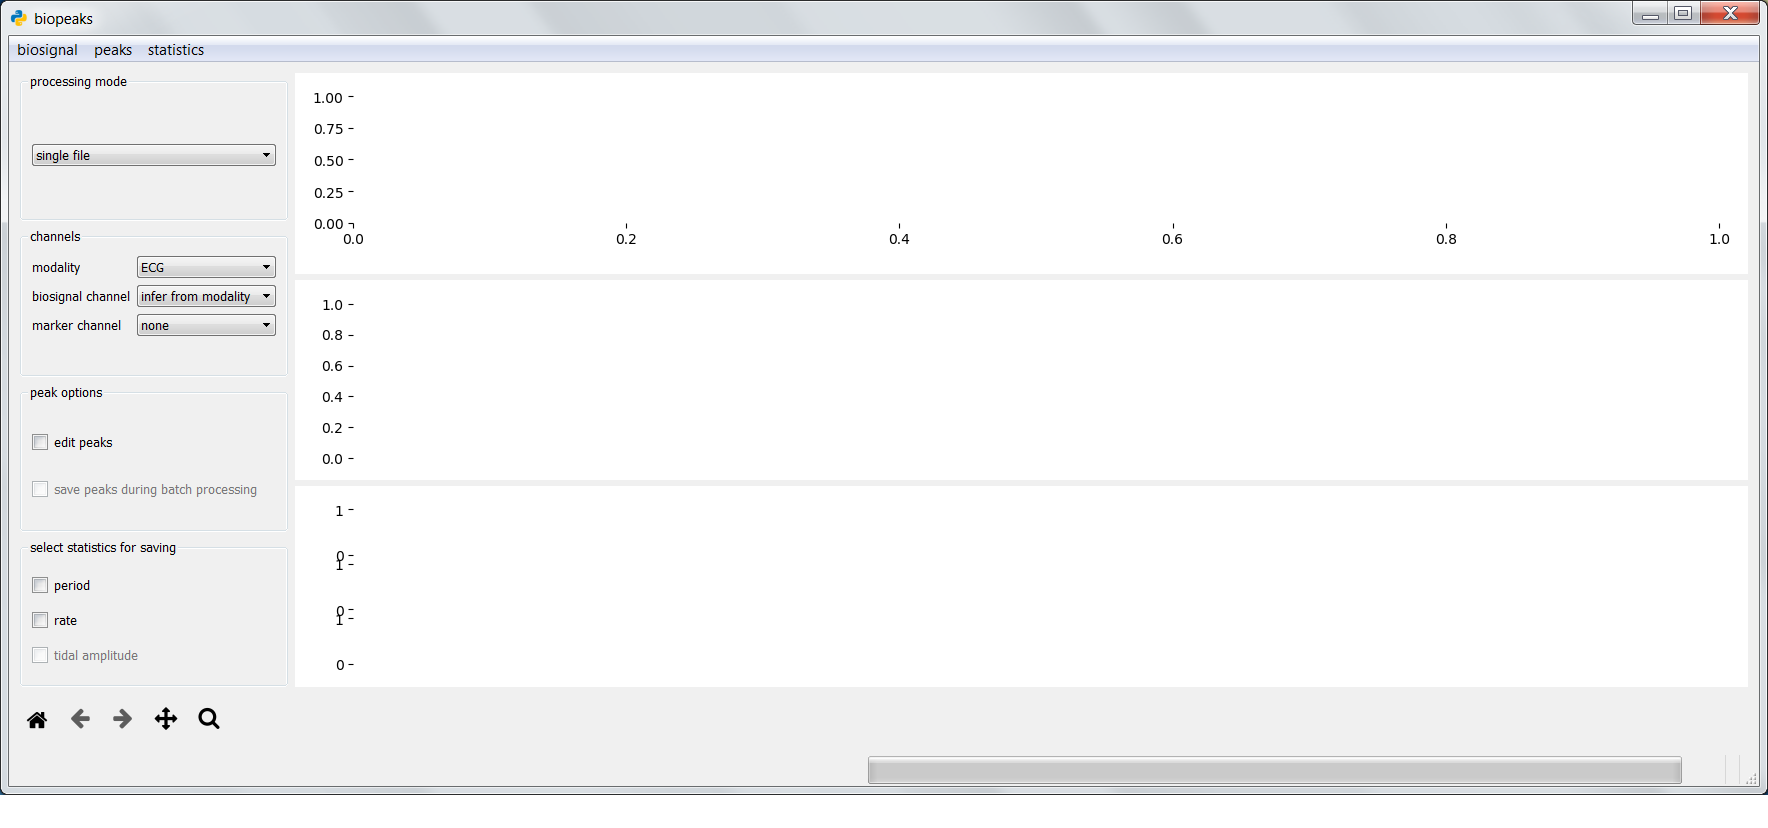 biopeaks
biosignal peaks statistics
processing mode
single file
channels
modality ECG
biosignal channel infer from modality
marker channel none
peak options
edit peaks
save peaks during batch processing
select statistics for saving
period
rate
tidal amplitude
1.00
0.75
0.50
0.25
0.00
0.0 0.2 0.4 0.6 0.8 1.0
1.0
0.8
0.6
0.4
0.2
0.0
1
0
1
0
1
0